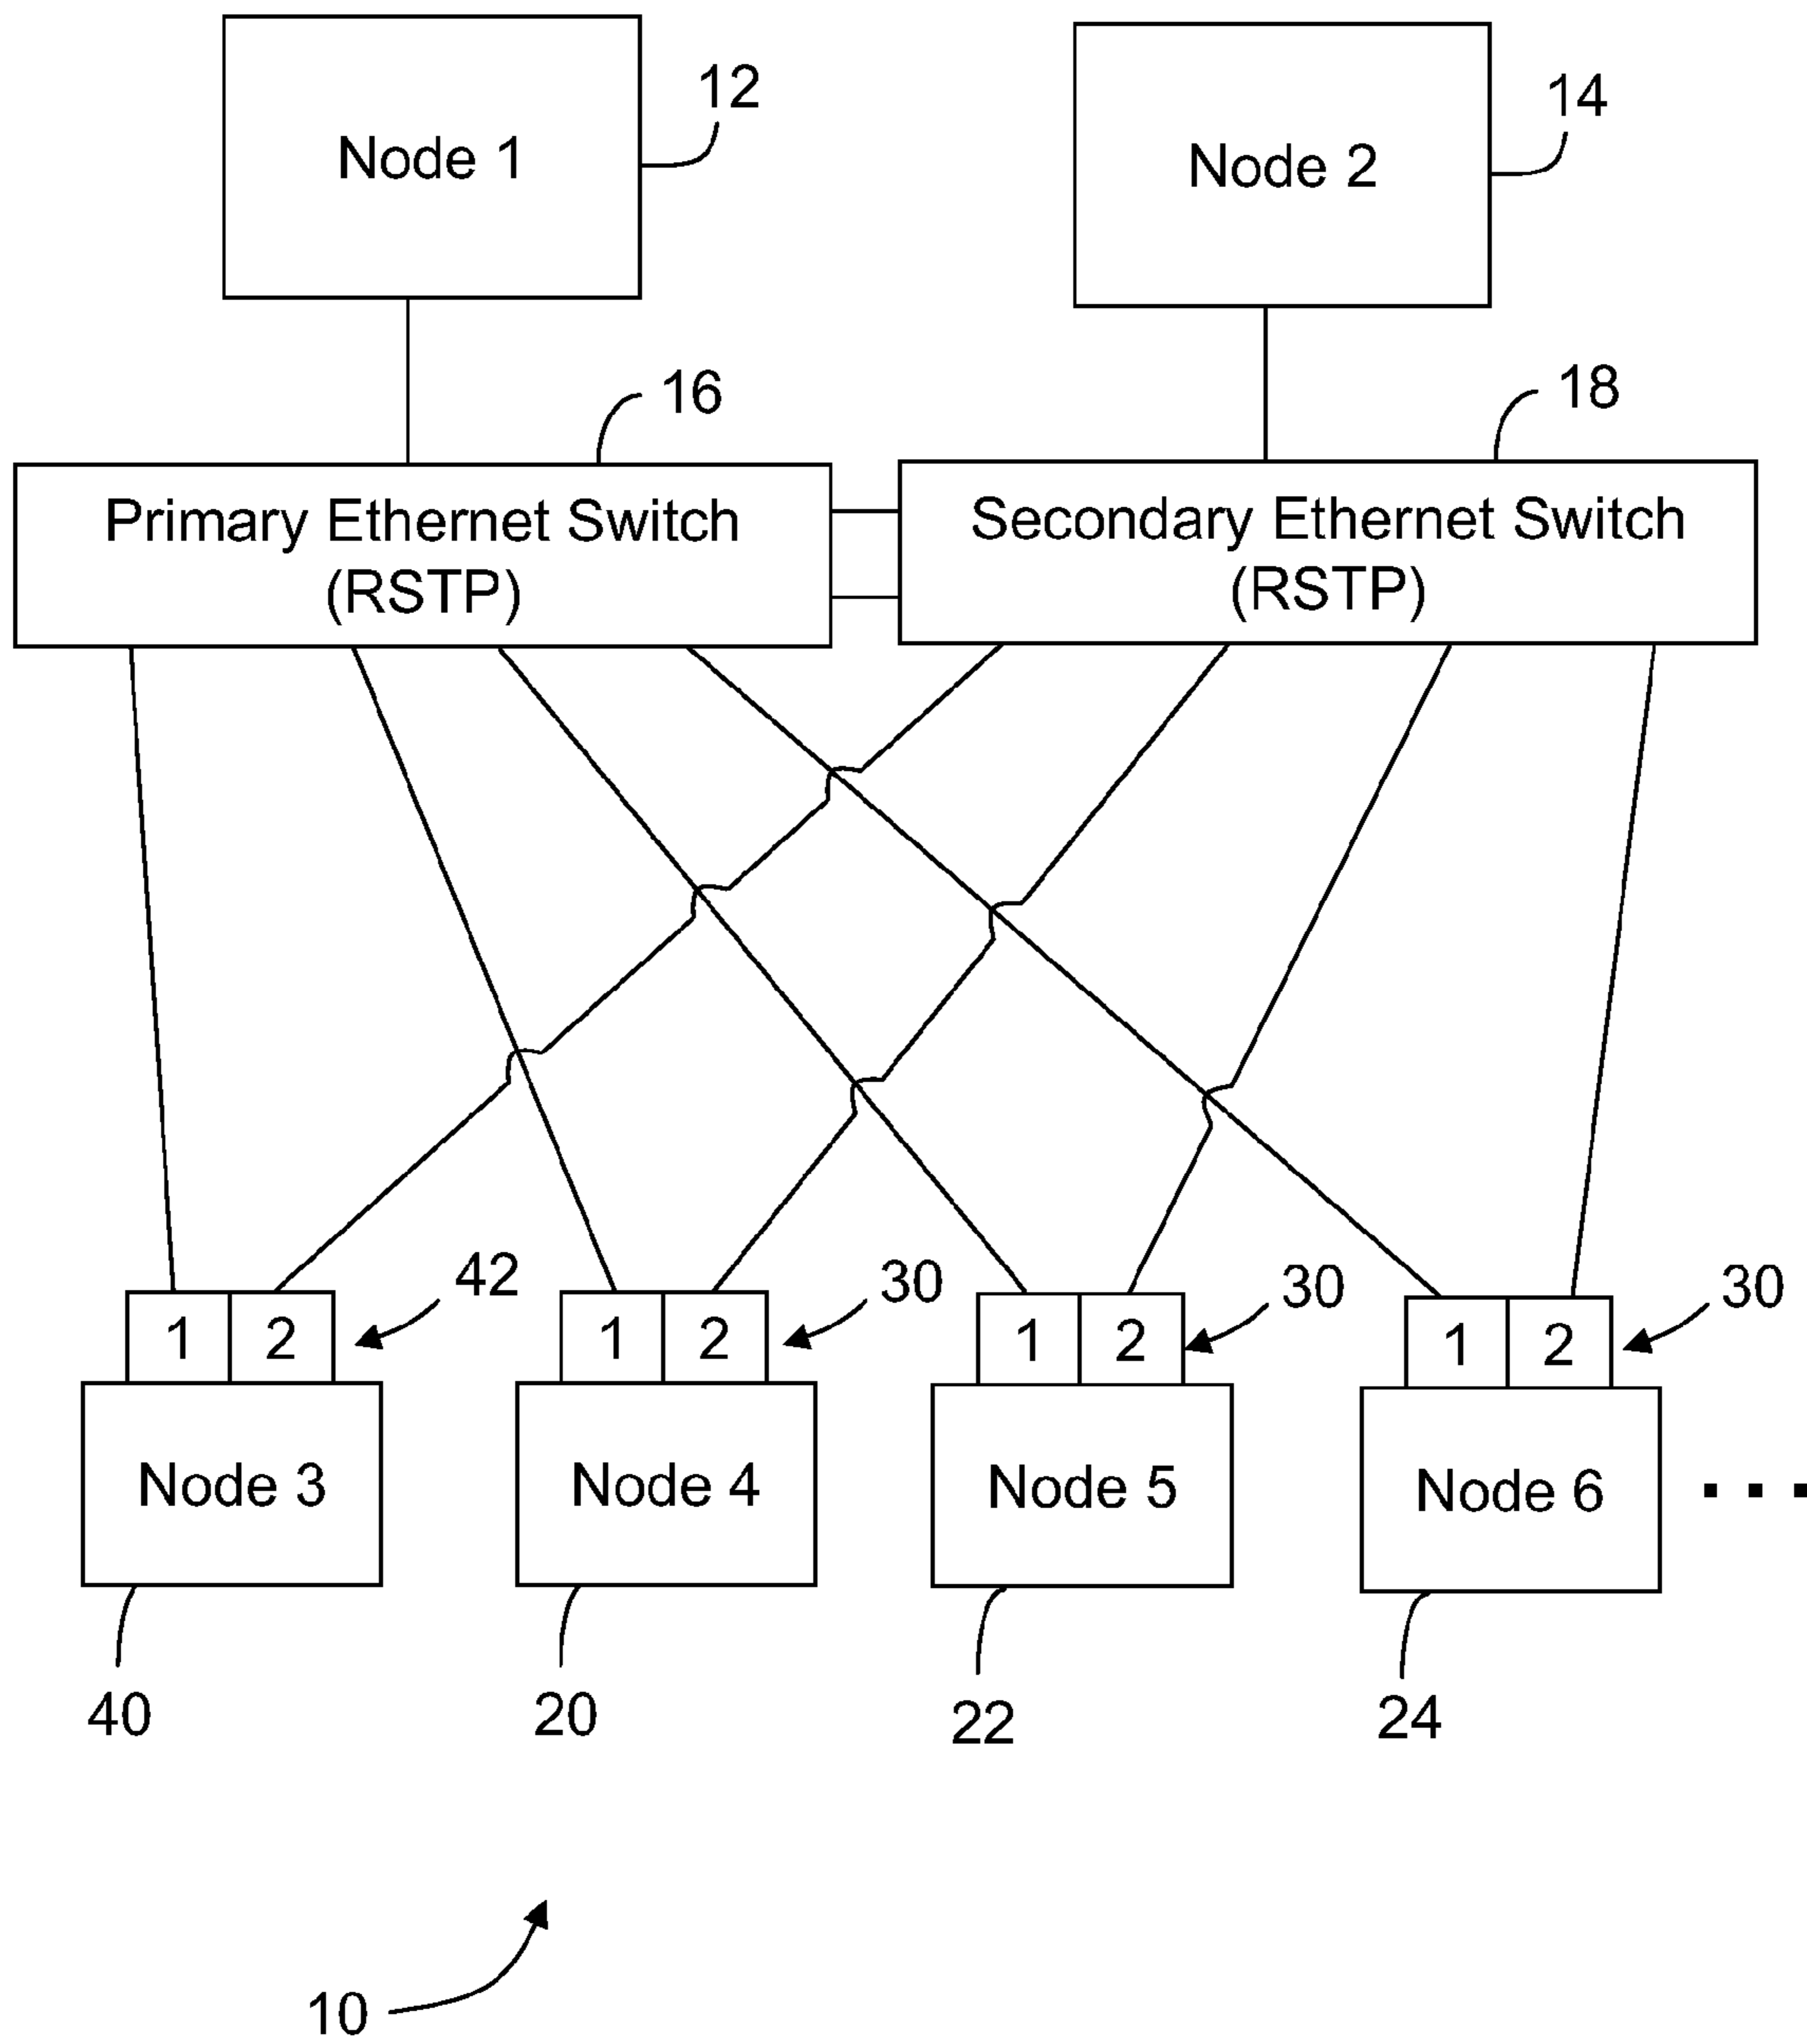 Node 1
12
Node 2
14
16
18
Primary Ethernet Switch
(RSTP)
Secondary Ethernet Switch
(RSTP)
42
30
30
30
1 2
1 2
1 2
1 2
Node 3
Node 4
Node 5
Node 6
40
20
22
24
10